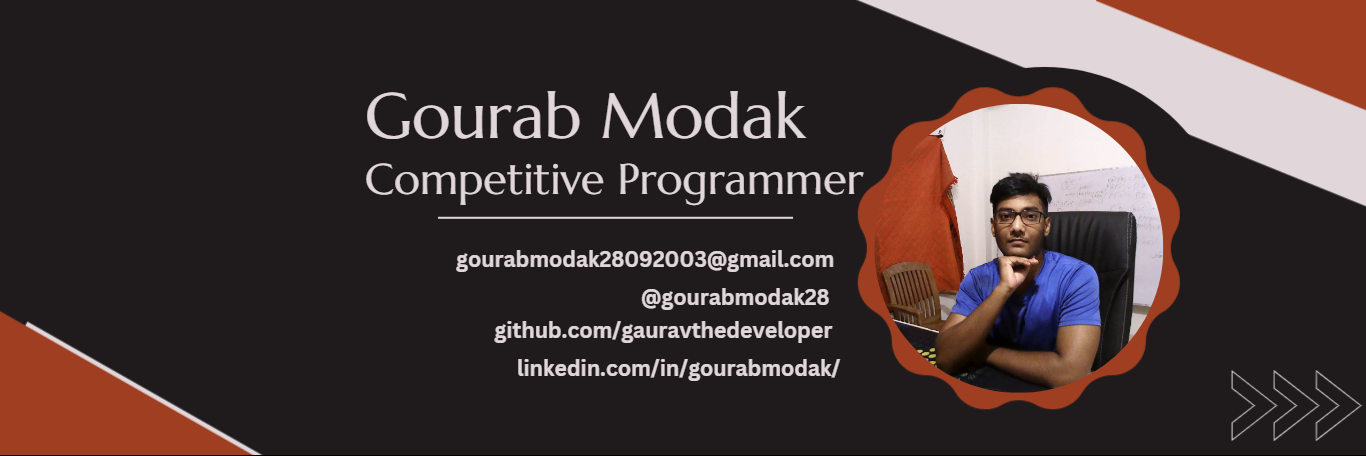 Gourab Modak
Competitive Programmer
gourabmodak28092003@gmail.com
@gourabmodak28
github.com/gauravthedeveloper
linkedin.com/in/gourabmodak/